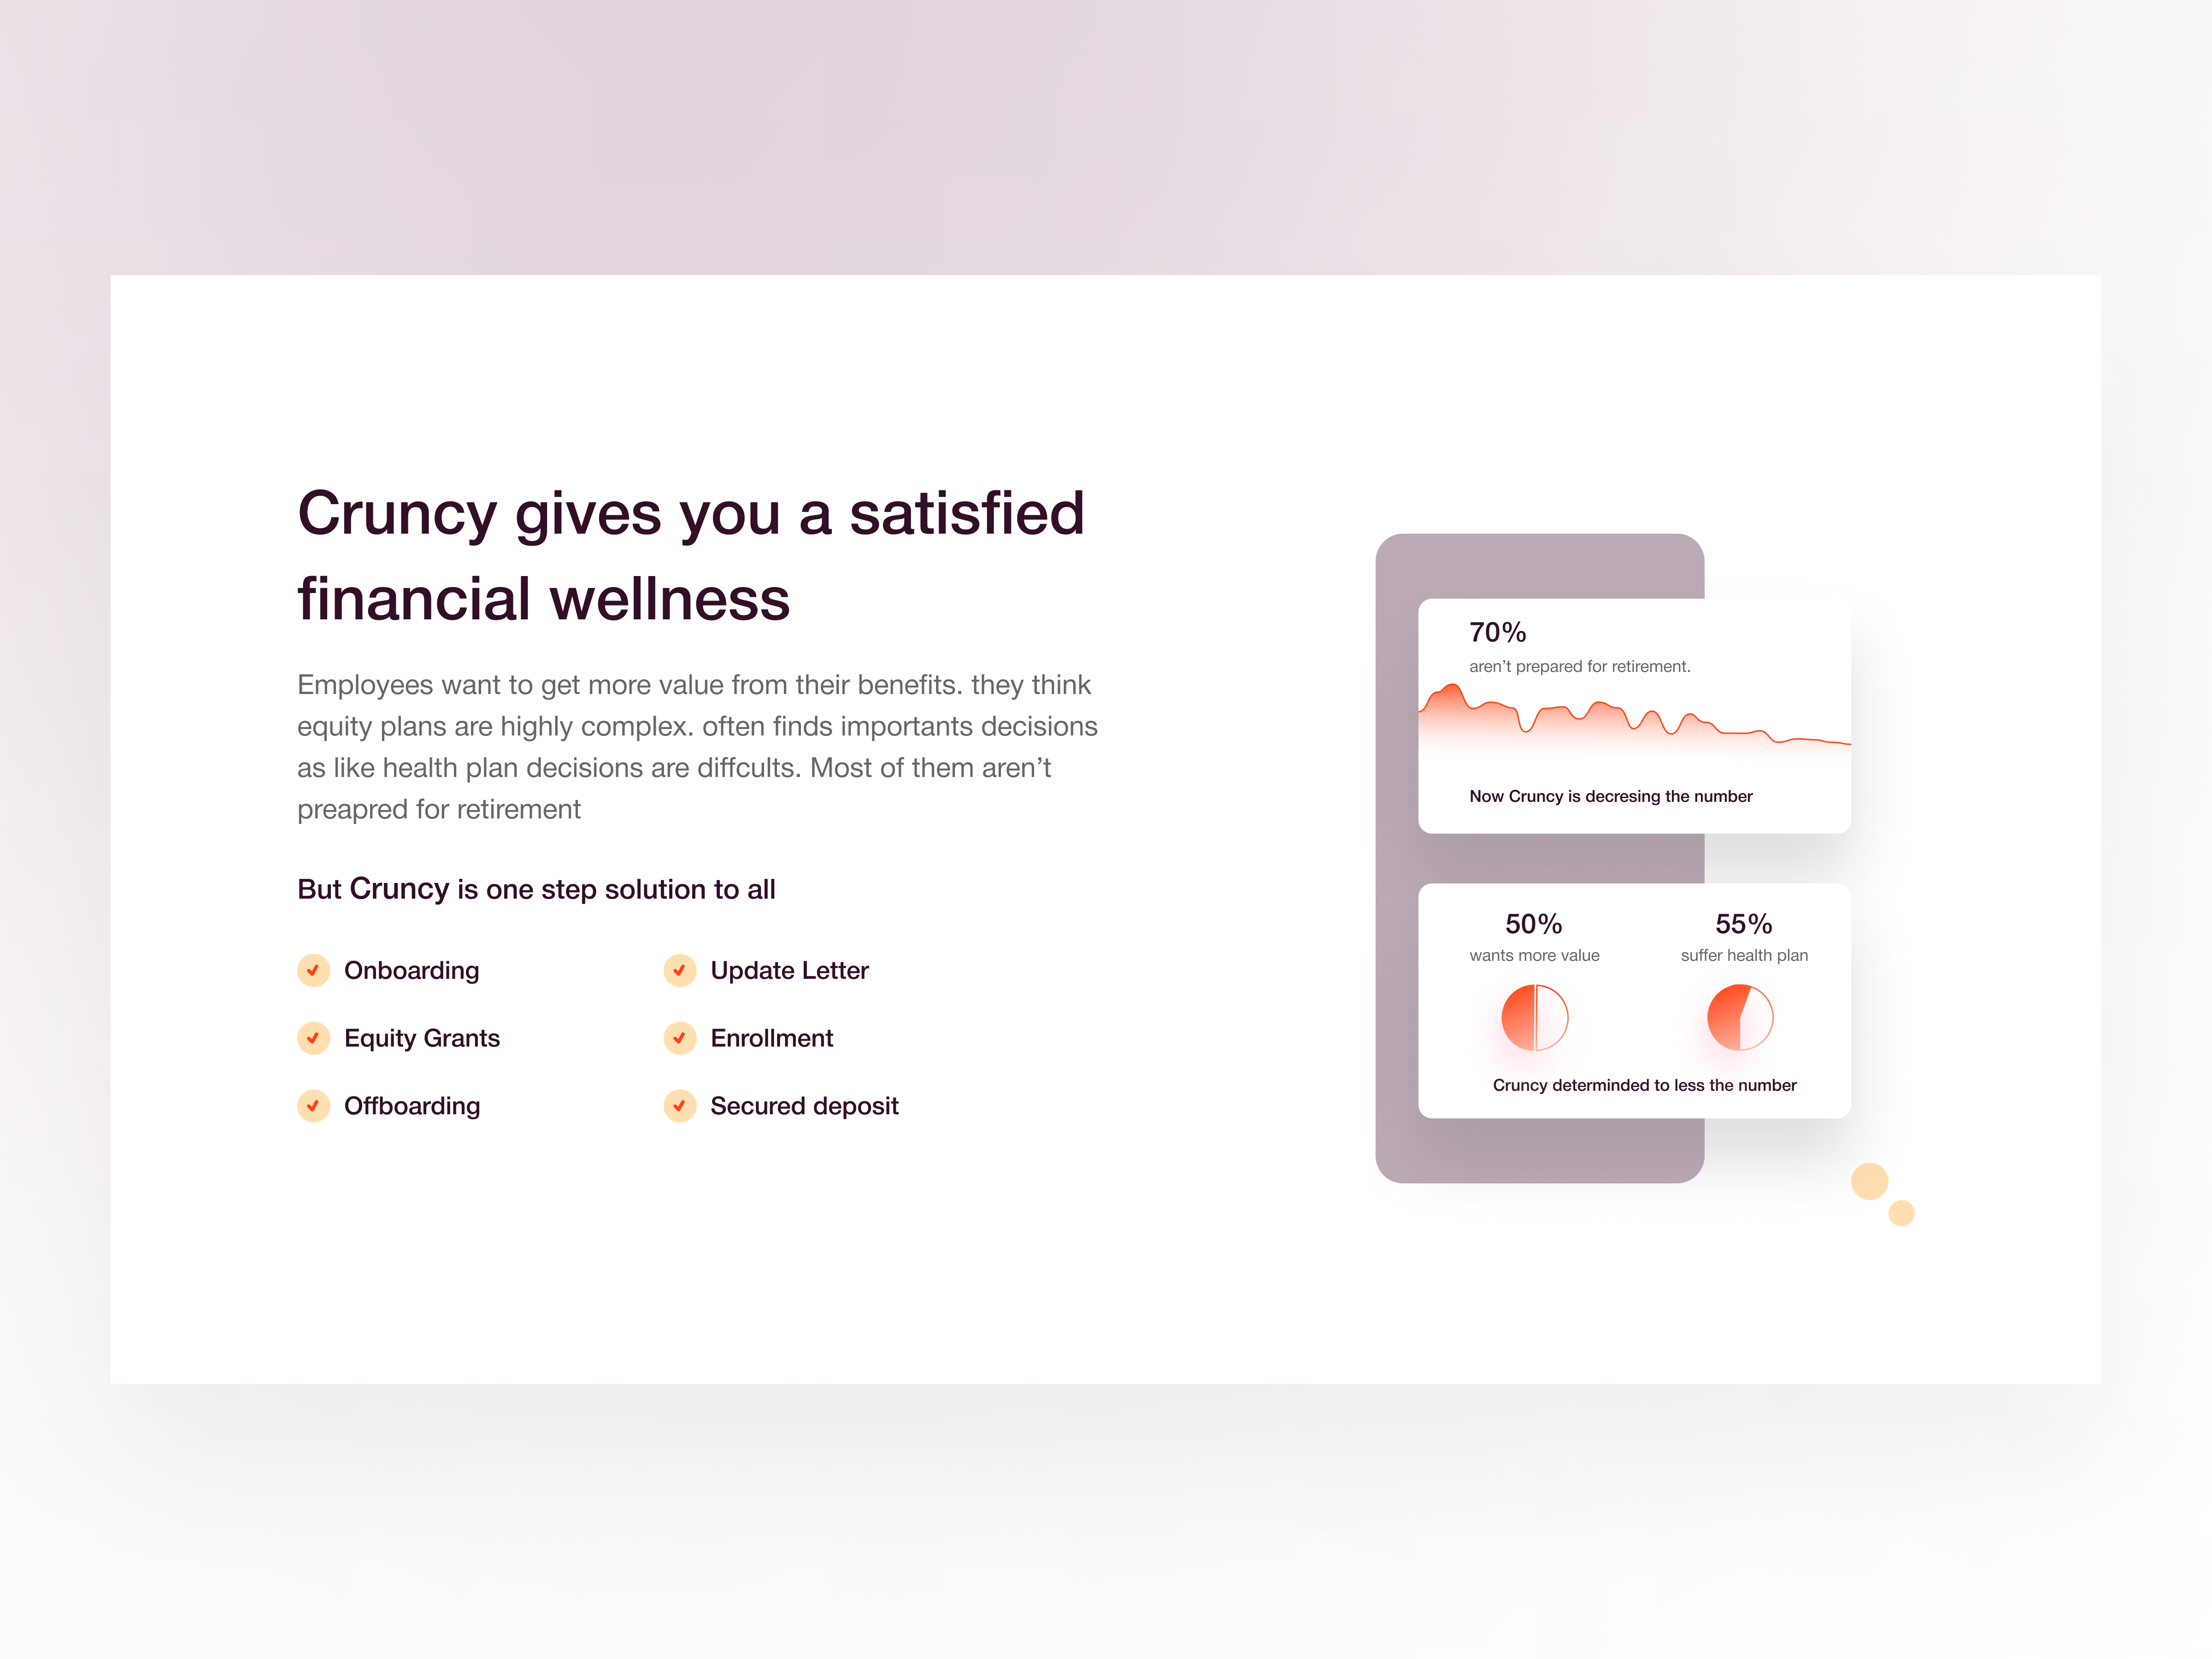 Cruncy gives you a satisfied
financial wellness
Employees want to get more value from their benefits. they think
equity plans are highly complex. often finds importants decisions
as like health plan decisions are diffcults. Most of them aren’t
preapred for retirement
But Cruncy is one step solution to all
Onboarding
Update Letter
Equity Grants
Enrollment
Offboarding
Secured deposit
70%
aren’t prepared for retirement.
Now Cruncy is decresing the number
50%
wants more value
55%
suffer health plan
Cruncy determinded to less the number